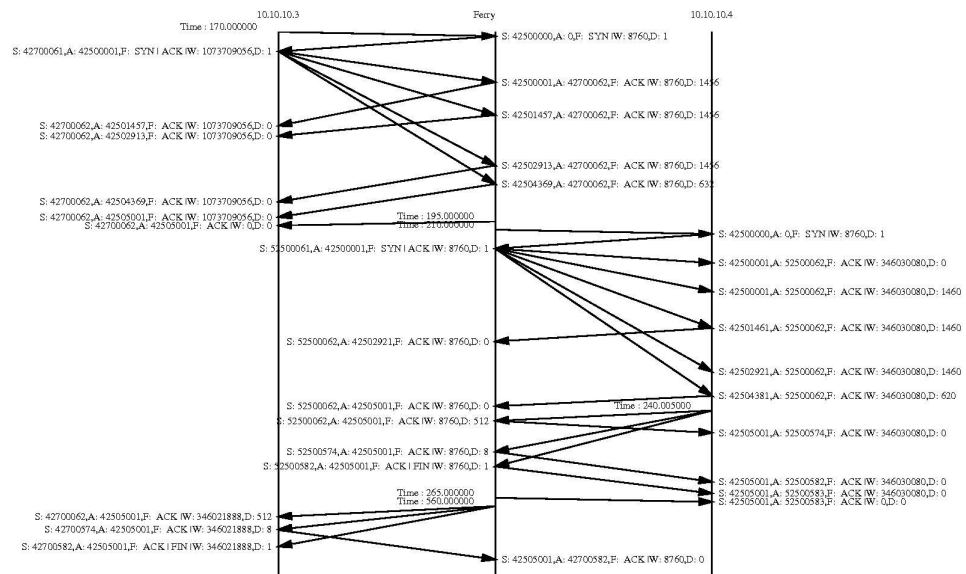 10.10.10.3
Ferry
10.10.10.4
Time : 170.000000
S: 42500000,A: 0,F: SYN |W: 8760,D: 1
S: 42700061,A: 42500001,F: SYN | ACK |W: 1073709056,D: 1
S: 42500001,A: 42700062,F: ACK |W: 8760,D: 1456
S: 42501457,A: 42700062,F: ACK |W: 8760,D: 1456
S: 42700062,A: 42501457,F: ACK |W: 1073709056,D: 0
S: 42700062,A: 42502913,F: ACK |W: 1073709056,D: 0
S: 42502913,A: 42700062,F: ACK |W: 8760,D: 1456
S: 42504369,A: 42700062,F: ACK |W: 8760,D: 632
S: 42700062,A: 42504369,F: ACK |W: 1073709056,D: 0
S: 42700062,A: 42505001,F: ACK |W: 1073709056,D: 0
Time : 195.000000
S: 42700062,A: 42505001,F: ACK |W: 0,D: 0
Time : 210.000000
S: 42500000,A: 0,F: SYN |W: 8760,D: 1
S: 52500061,A: 42500001,F: SYN | ACK |W: 8760,D: 1
S: 42500001,A: 52500062,F: ACK |W: 346030080,D: 0
S: 42500001,A: 52500062,F: ACK |W: 346030080,D: 1460
S: 42501461,A: 52500062,F: ACK |W: 346030080,D: 1460
S: 52500062,A: 42502921,F: ACK |W: 8760,D: 0
S: 42502921,A: 52500062,F: ACK |W: 346030080,D: 1460
S: 42504381,A: 52500062,F: ACK |W: 346030080,D: 620
S: 52500062,A: 42505001,F: ACK |W: 8760,D: 0
Time : 240.005000
S: 52500062,A: 42505001,F: ACK |W: 8760,D: 512
S: 42505001,A: 52500574,F: ACK |W: 346030080,D: 0
S: 52500574,A: 42505001,F: ACK |W: 8760,D: 8
S: 52500582,A: 42505001,F: ACK | FIN |W: 8760,D: 1
S: 42505001,A: 52500582,F: ACK |W: 346030080,D: 0
S: 42505001,A: 52500583,F: ACK |W: 346030080,D: 0
Time : 265.000000
S: 42505001,A: 52500583,F: ACK |W: 0,D: 0
Time : 560.000000
S: 42700062,A: 42505001,F: ACK |W: 346021888,D: 512
S: 42700574,A: 42505001,F: ACK |W: 346021888,D: 8
S: 42700582,A: 42505001,F: ACK | FIN |W: 346021888,D: 1
S: 42505001,A: 42700582,F: ACK |W: 8760,D: 0